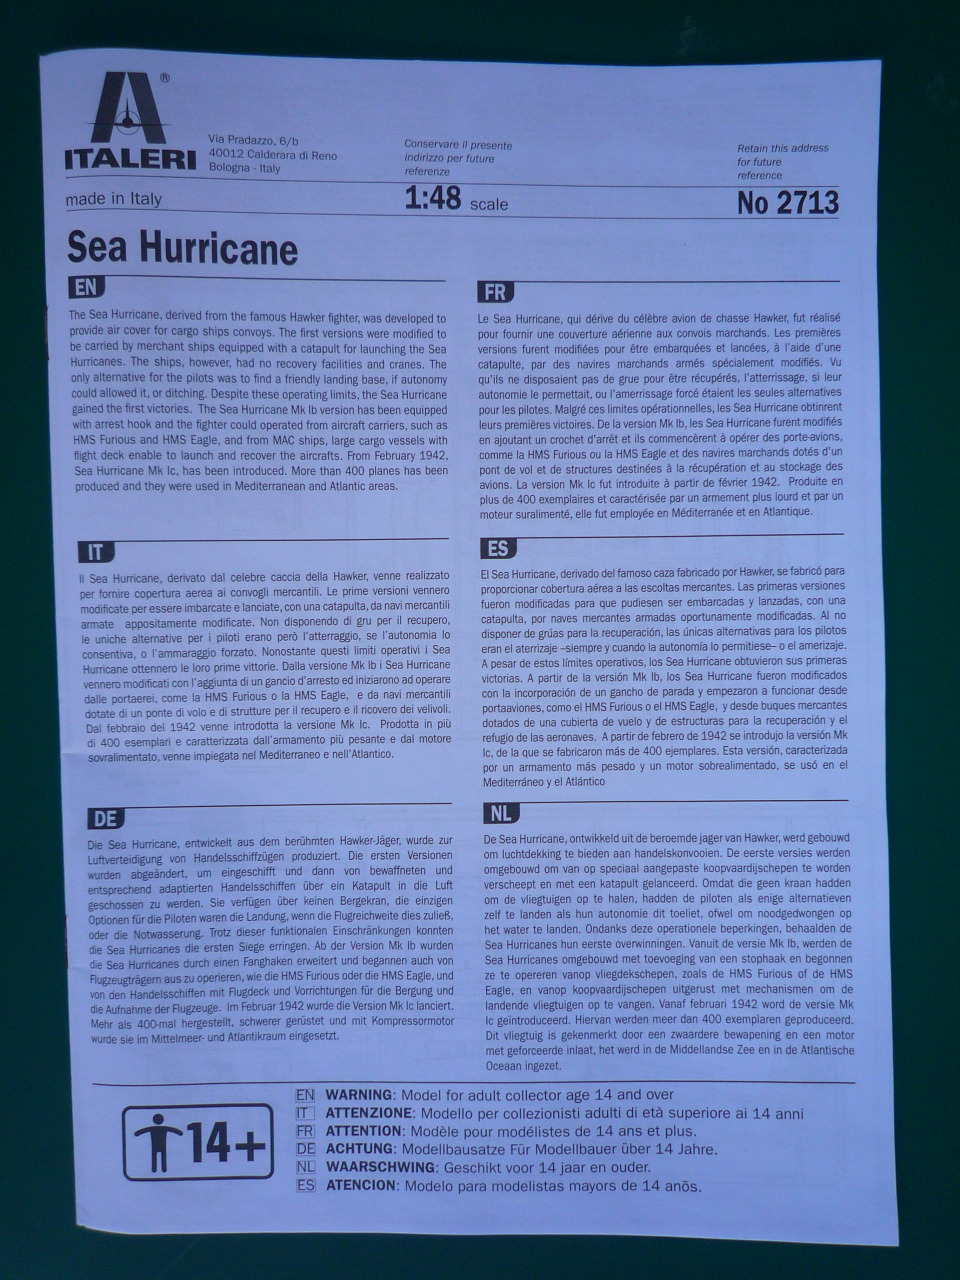 ®
ITALERI
Via Pradazzo, 6/b
40012 Calderara di Reno
Bologna - Italy
Conservare il presente
indirizzo per future
referenze
Retain this address
for future
reference
made in Italy
1:48 scale
No 2713
Sea Hurricane
EN
The Sea Hurricane, derived from the famous Hawker fighter, was developed to
provide air cover for cargo ships convoys. The first versions were modified to
be carried by merchant ships equipped with a catapult for launching the Sea
Hurricanes. The ships, however, had no recovery facilities and cranes. The
only alternative for the pilots was to find a friendly landing base, if autonomy
could allowed it, or ditching. Despite these operating limits, the Sea Hurricane
gained the first victories. The Sea Hurricane Mk Ib version has been equipped
with arrest hook and the fighter could operated from aircraft carriers, such as
HMS Furious and HMS Eagle, and from MAC ships, large cargo vessels with
flight deck enable to launch and recover the aircrafts. From February 1942,
Sea Hurricane Mk Ic, has been introduced. More than 400 planes has been
produced and they were used in Mediterranean and Atlantic areas.
FR
Le Sea Hurricane, qui dérive du célèbre avion de chasse Hawker, fut réalisé
pour fournir une couverture aérienne aux convois marchands. Les premières
versions furent modifiées pour être embarquées et lancées, à l'aide d'une
catapulte, par des navires marchands armés spécialement modifiés. Vu
qu'ils ne disposaient pas de grue pour être récupérés, l'atterrissage, si leur
autonomie le permettait, ou l'amerrissage forcé étaient les seules alternatives
pour les pilotes. Malgré ces limites opérationnelles, les Sea Hurricane obtinrent
leurs premières victoires. De la version Mk Ib, les Sea Hurricane furent modifiés
en ajoutant un crochet d'arrêt et ils commencèrent à opérer des porte-avions,
comme la HMS Furious ou la HMS Eagle et des navires marchands dotés d'un
pont de vol et de structures destinées à la récupération et au stockage des
avions. La version Mk Ic fut introduite à partir de février 1942. Produite en
plus de 400 exemplaires et caractérisée par un armement plus lourd et par un
moteur suralimenté, elle fut employée en Méditerranée et en Atlantique.
IT
Il Sea Hurricane, derivato dal celebre caccia della Hawker, venne realizzato
per fornire copertura aerea ai convogli mercantili. Le prime versioni vennero
modificate per essere imbarcate e lanciate, con una catapulta, da navi mercantili
armate appositamente modificate. Non disponendo di gru per il recupero,
le uniche alternative per i piloti erano però l'atterraggio, se l'autonomia lo
consentiva, o l'ammaraggio forzato. Nonostante questi limiti operativi i Sea
Hurricane ottennero le loro prime vittorie. Dalla versione Mk Ib i Sea Hurricane
vennero modificati con l'aggiunta di un gancio d'arresto ed iniziarono ad operare
dalle portaerei, come la HMS Furious o la HMS Eagle, e da navi mercantili
dotate di un ponte di volo e di strutture per il recupero e il ricovero dei velivoli.
Dal febbraio del 1942 venne introdotta la versione Mk Ic. Prodotta in più
di 400 esemplari e caratterizzata dall'armamento più pesante e dal motore
sovralimentato, venne impiegata nel Mediterraneo e nell'Atlantico.
ES
El Sea Hurricane, derivado del famoso caza fabricado por Hawker, se fabricó para
proporcionar cobertura aérea a las escoltas mercantes. Las primeras versiones
fueron modificadas para que pudiesen ser embarcadas y lanzadas, con una
catapulta, por naves mercantes armadas oportunamente modificadas. Al no
disponer de grúas para la recuperación, las únicas alternativas para los pilotos
eran el aterrizaje –siempre y cuando la autonomía lo permitiese– o el amerizaje.
A pesar de estos límites operativos, los Sea Hurricane obtuvieron sus primeras
victorias. A partir de la versión Mk Ib, los Sea Hurricane fueron modificados
con la incorporación de un gancho de parada y empezaron a funcionar desde
portaaviones, como el HMS Furious o el HMS Eagle, y desde buques mercantes
dotados de una cubierta de vuelo y de estructuras para la recuperación y el
refugio de las aeronaves. A partir de febrero de 1942 se introdujo la versión Mk
Ic, de la que se fabricaron más de 400 ejemplares. Esta versión, caracterizada
por un armamento más pesado y un motor sobrealimentado, se usó en el
Mediterráneo y el Atlántico
DE
Die Sea Hurricane, entwickelt aus dem berühmten Hawker-Jäger, wurde zur
Luftverteidigung von Handelsschiffzügen produziert. Die ersten Versionen
wurden abgeändert, um eingeschifft und dann von bewaffneten und
entsprechend adaptierten Handelsschiffen über ein Katapult in die Luft
geschossen zu werden. Sie verfügen über keinen Bergekran, die einzigen
Optionen für die Piloten waren die Landung, wenn die Flugreichweite dies zuließ,
oder die Notwasserung. Trotz dieser funktionalen Einschränkungen konnten
die Sea Hurricanes die ersten Siege erringen. Ab der Version Mk Ib wurden
die Sea Hurricanes durch einen Fanghaken erweitert und begannen auch von
Flugzeugträgern aus zu operieren, wie die HMS Furious oder die HMS Eagle, und
von den Handelsschiffen mit Flugdeck und Vorrichtungen für die Bergung und
die Aufnahme der Flugzeuge. Im Februar 1942 wurde die Version Mk Ic lanciert.
Mehr als 400-mal hergestellt, schwerer gerüstet und mit Kompressormotor
wurde sie im Mittelmeer- und Atlantikraum eingesetzt.
NL
De Sea Hurricane, ontwikkeld uit de beroemde jager van Hawker, werd gebouwd
om luchtdekking te bieden aan handelskonvooien. De eerste versies werden
omgebouwd om van op speciaal aangepaste koopvaardijschepen te worden
verscheept en met een katapult gelanceerd. Omdat die geen kraan hadden
om de vliegtuigen op te halen, hadden de piloten als enige alternatieven
zelf te landen als hun autonomie dit toeliet, ofwel om noodgedwongen op
het water te landen. Ondanks deze operationele beperkingen, behaalden de
Sea Hurricanes hun eerste overwinningen. Vanuit de versie Mk Ib, werden de
Sea Hurricanes omgebouwd met toevoeging van een stophaak en begonnen
ze te opereren vanop vliegdekschepen, zoals de HMS Furious of de HMS
Eagle, en vanop koopvaardijschepen uitgerust met mechanismen om de
landende vliegtuigen op te vangen. Vanaf februari 1942 word de versie Mk
Ic geïntroduceerd. Hiervan werden meer dan 400 exemplaren geproduceerd.
Dit vliegtuig is gekenmerkt door een zwaardere bewapening en een motor
met geforceerde inlaat, het werd in de Middellandse Zee en in de Atlantische
Oceaan ingezet.
14+
EN WARNING: Model for adult collector age 14 and over
IT ATTENZIONE: Modello per collezionisti adulti di età superiore ai 14 anni
FR ATTENTION: Modèle pour modélistes de 14 ans et plus.
DE ACHTUNG: Modellbausatze Für Modellbauer über 14 Jahre.
NL WAARSCHWING: Geschikt voor 14 jaar en ouder.
ES ATENCION: Modelo para modelistas mayors de 14 anõs.